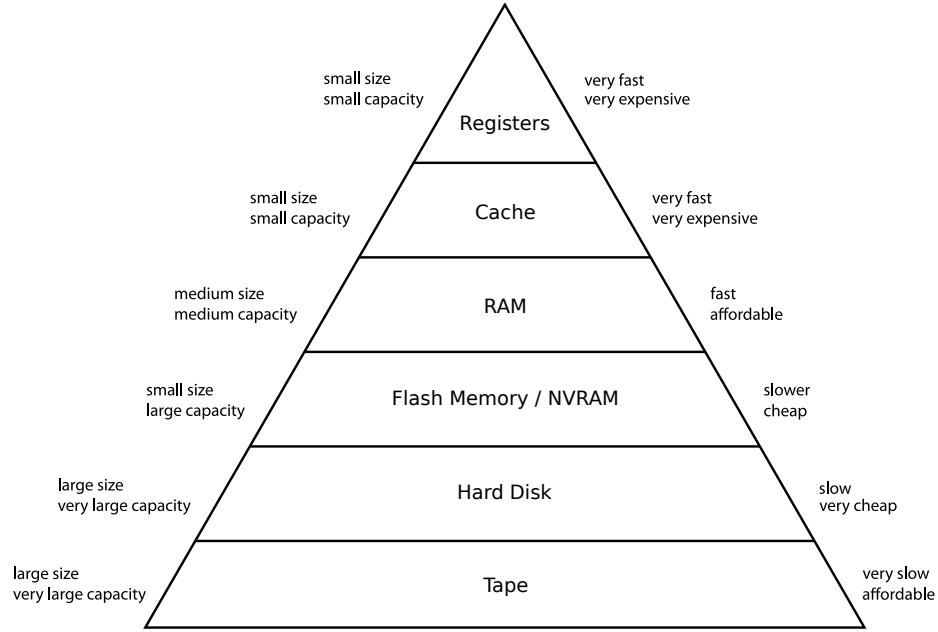 small size
small capacity
very fast
very expensive
Registers
small size
small capacity
Cache
very fast
very expensive
medium size
medium capacity
RAM
fast
affordable
small size
large capacity
Flash Memory / NVRAM
slower
cheap
large size
very large capacity
Hard Disk
slow
very cheap
large size
very large capacity
Tape
very slow
affordable